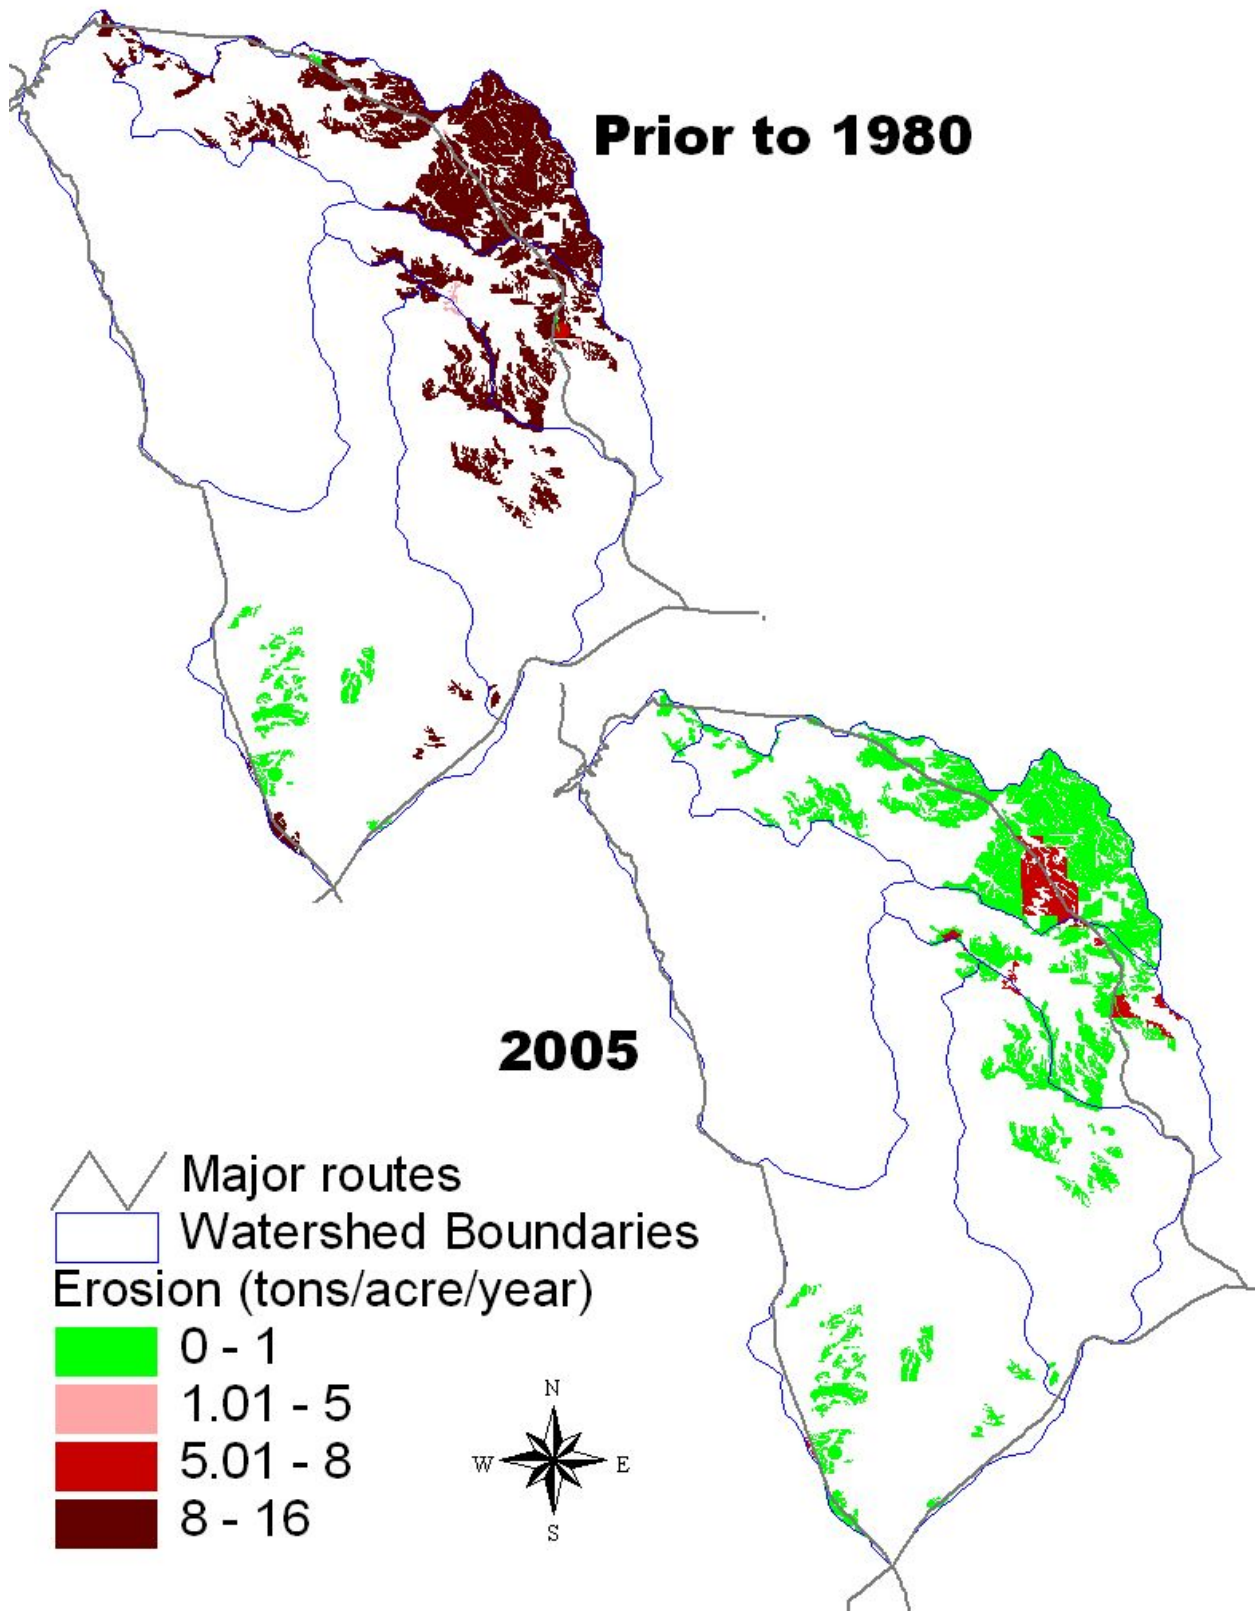 Prior to 1980
2005
Major routes
Watershed Boundaries
Erosion (tons/acre/year)
0 - 1
1.01 - 5
5.01 - 8
8 - 16
N
W E
S